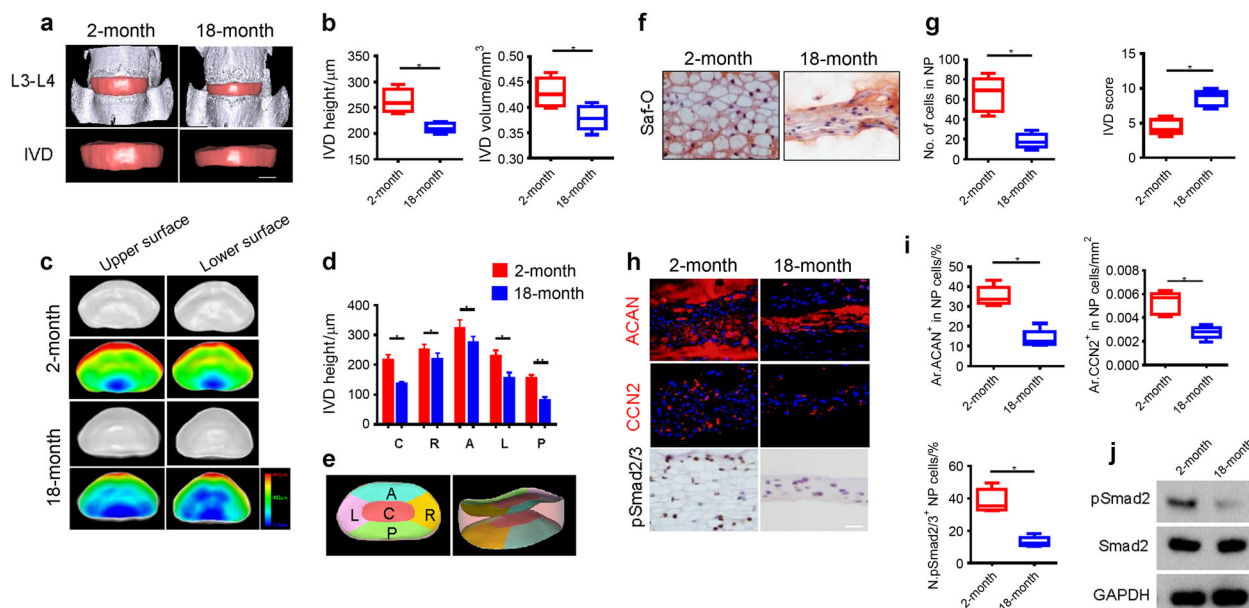 a
2-month
18-month
L3-L4
IVD
b
IVD height/μm
350
300
250
200
150
2-month
18-month
*
IVD volume/mm³
0.50
0.45
0.40
0.35
0.30
2-month
18-month
*
f
2-month
18-month
Saf-O
g
No. of cells in NP
100
80
60
40
20
0
2-month
18-month
*
IVD score
15
10
5
0
2-month
18-month
*
c
Upper surface
Lower surface
2-month
18-month
d
2-month
18-month
IVD height/μm
400
300
200
100
0
C R A L P
e
A
L C R
P
h
2-month
18-month
ACAN
CCN2
pSmad2/3
i
Ar.ACAN⁺ in NP cells/%
50
40
30
20
10
0
2-month
18-month
*
Ar.CCN2⁺ in NP cells/mm²
0.008
0.006
0.004
0.002
0.000
2-month
18-month
*
N.pSmad2/3⁺ NP cells/%
60
40
20
0
2-month
18-month
*
j
2-month
18-month
pSmad2
Smad2
GAPDH